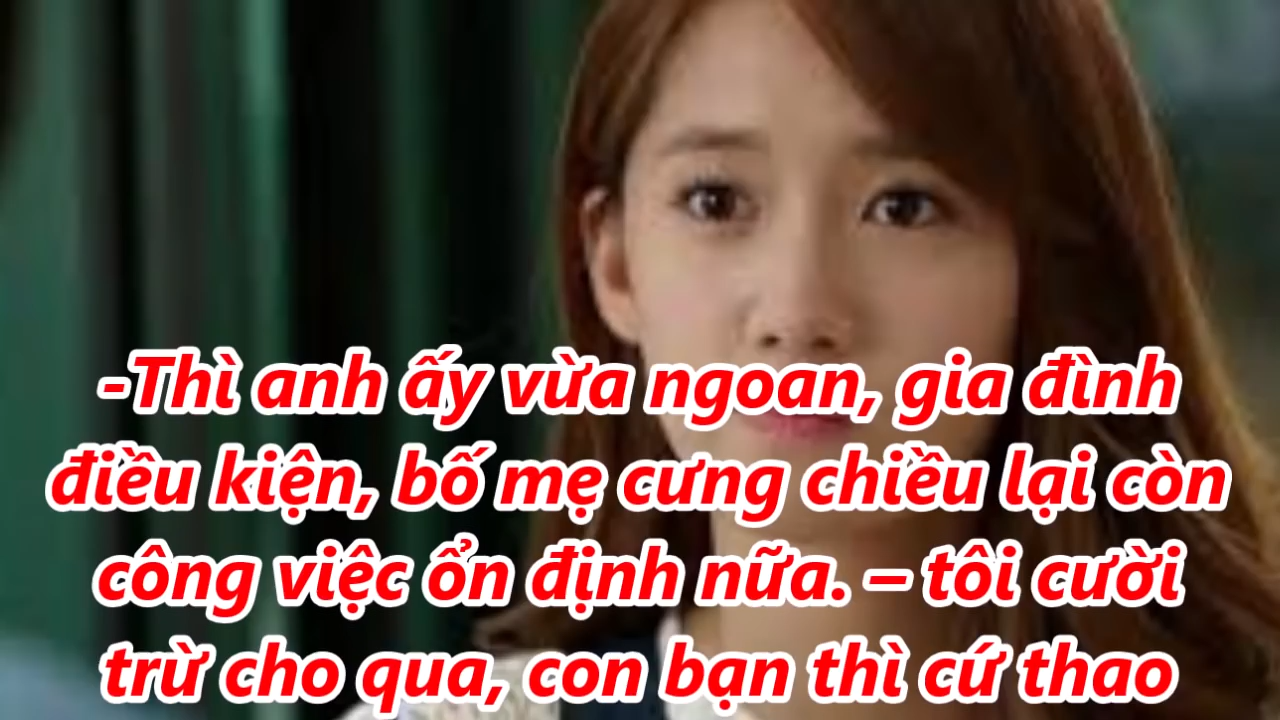 -Thì anh ấy vừa ngoan, gia đình
điều kiện, bố mẹ cưng chiều lại còn
công việc ổn định nữa. – tôi cười
trừ cho qua, con bạn thì cứ thao